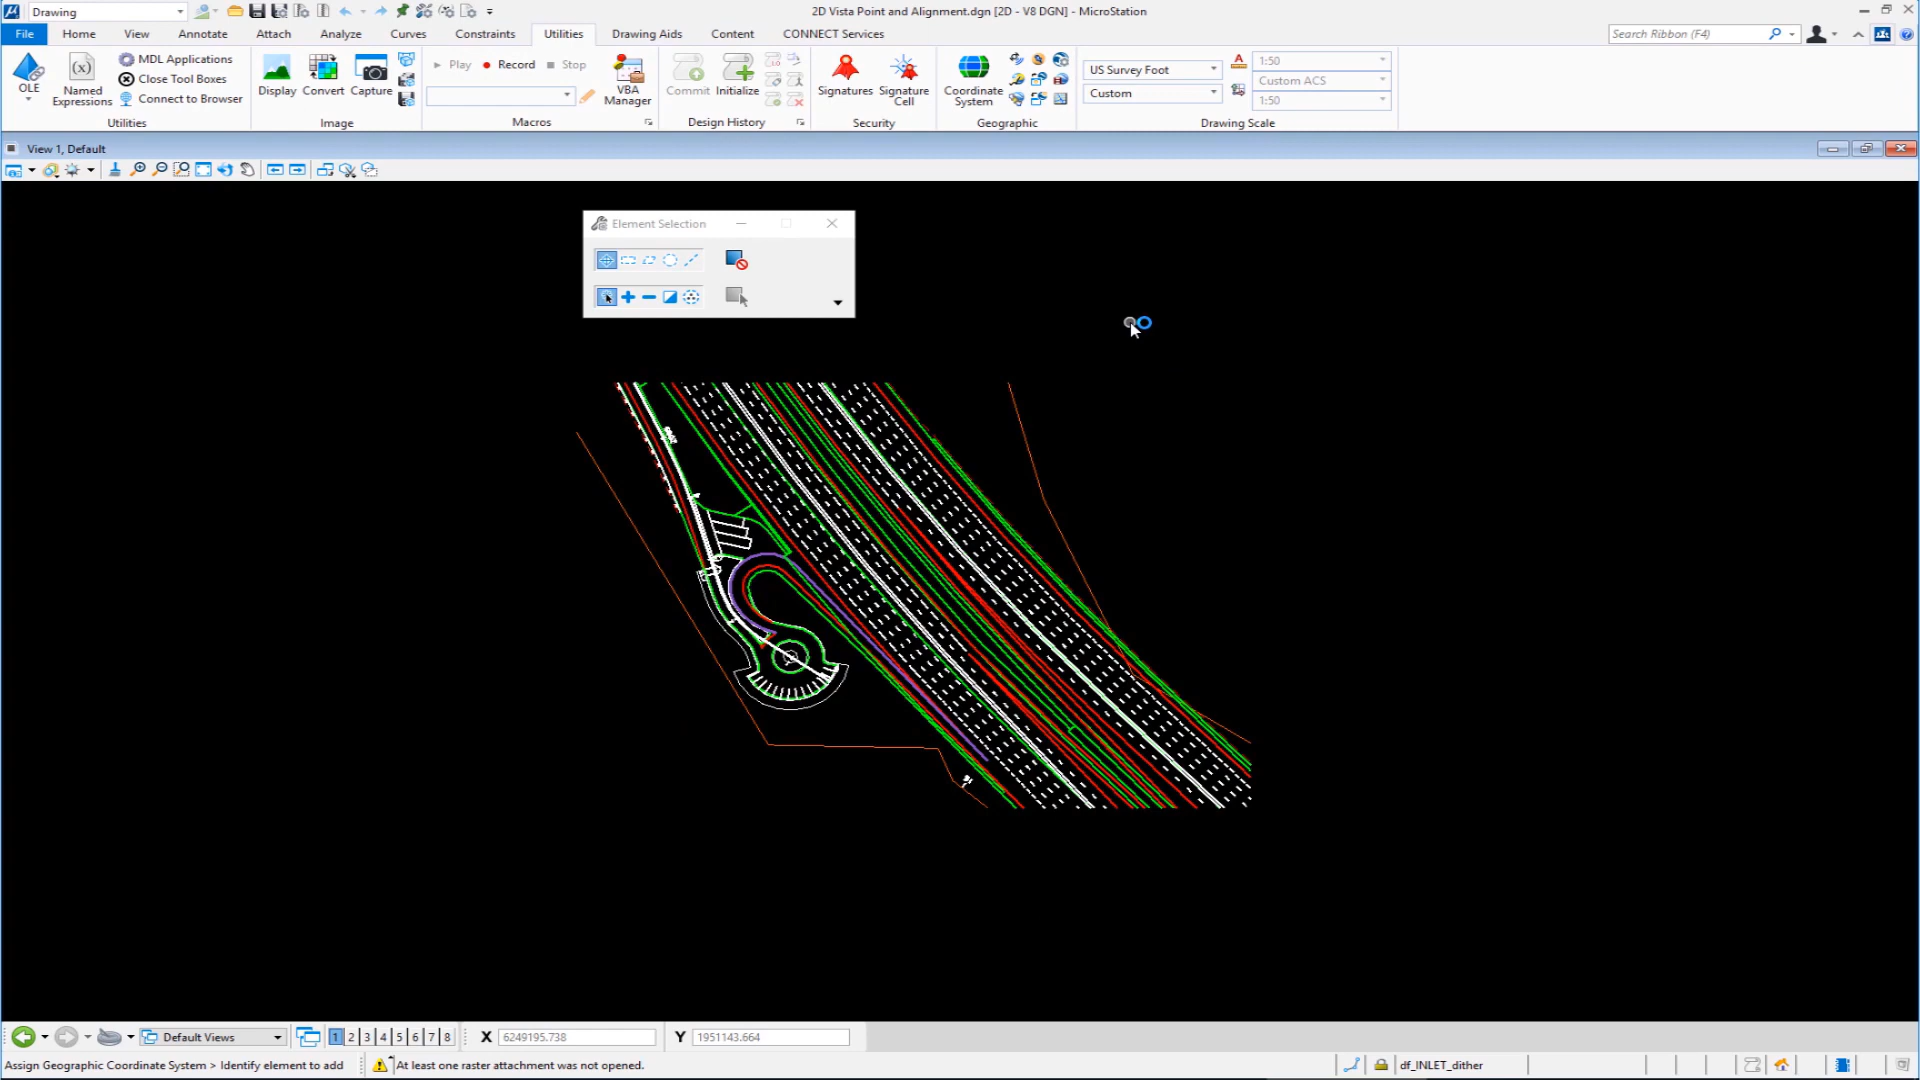 Drawing
2D Vista Point and Alignment.dgn [2D - V8 DGN] - MicroStation
File Home View Annotate Attach Analyze Curves Constraints Utilities Drawing Aids Content CONNECT Services
Search Ribbon (F4)
OLE
Named Expressions
MDL Applications
Close Tool Boxes
Connect to Browser
Utilities
Display Convert Capture
Image
Play Record Stop
VBA Manager
Macros
Commit Initialize
Design History
Signatures
Signature Cell
Security
Coordinate System
Geographic
US Survey Foot
Custom
1:50
Custom ACS
1:50
Drawing Scale
View 1, Default
Element Selection
Default Views
1 2 3 4 5 6 7 8
X 6249195.738
Y 1951143.664
Assign Geographic Coordinate System > Identify element to add
At least one raster attachment was not opened.
df_INLET_dither